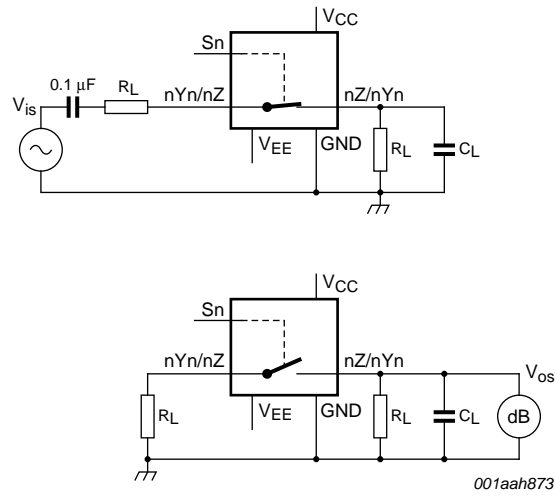 VCC
Sn
0.1 μF
RL
nYn/nZ
nZ/nYn
Vis
RL
CL
VEE
GND
VCC
Sn
nYn/nZ
nZ/nYn
Vos
RL
VEE
GND
RL
CL
dB
001aah873